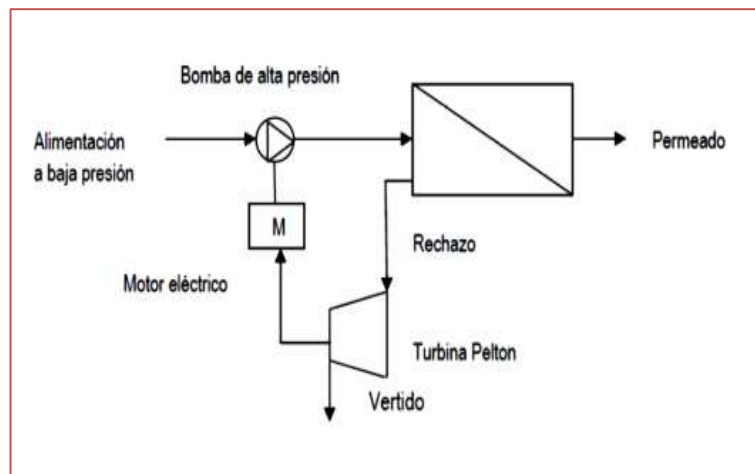 Bomba de alta presión
Alimentación
a baja presión
Permeado
M
Rechazo
Motor eléctrico
Turbina Pelton
Vertido